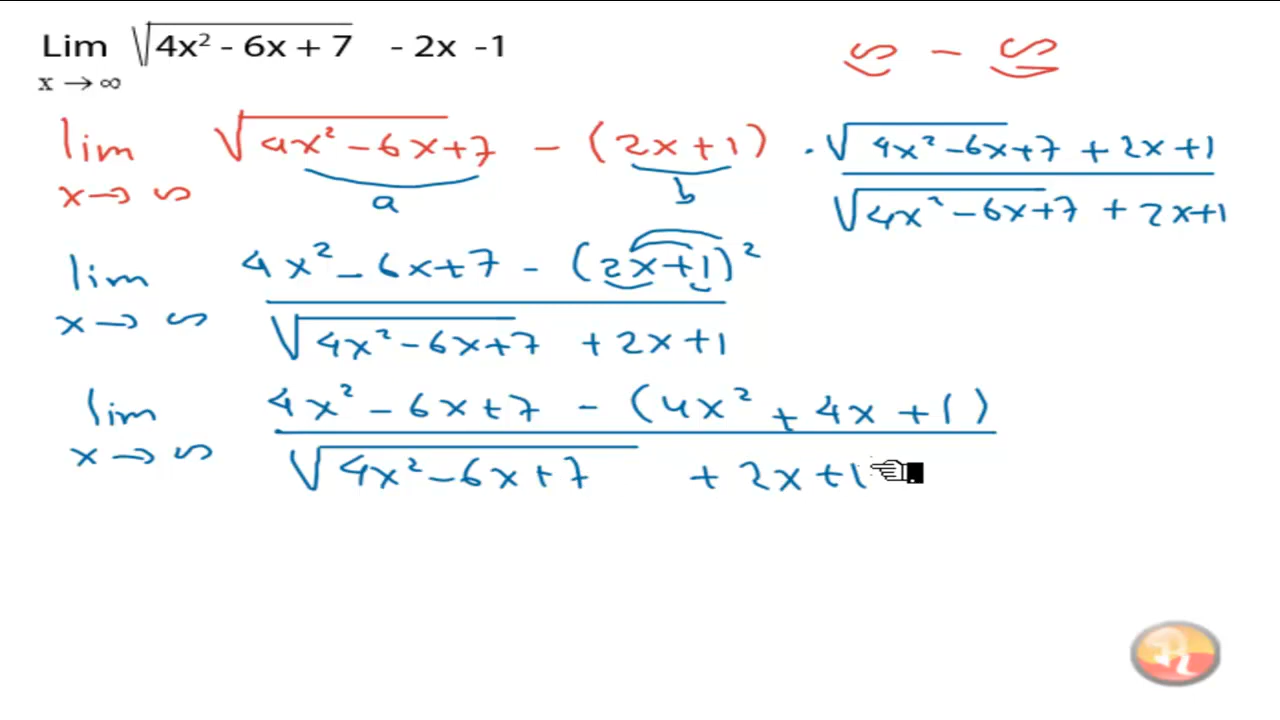 Lim √4x² - 6x + 7 - 2x -1
x → ∞
∞ - ∞
lim √4x² - 6x + 7 - (2x + 1) . √4x² - 6x + 7 + 2x + 1
x → ∞ a b √4x² - 6x + 7 + 2x + 1
lim 4x² - 6x + 7 - (2x + 1)²
x → ∞ √4x² - 6x + 7 + 2x + 1
lim 4x² - 6x + 7 - (4x² + 4x + 1)
x → ∞ √4x² - 6x + 7 + 2x + 1